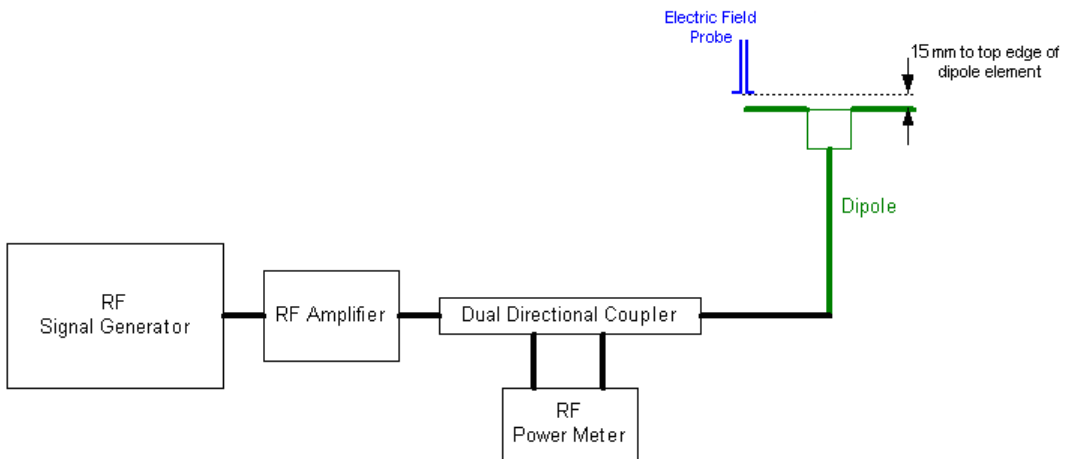 Electric Field
Probe
15 mm to top edge of
dipole element
Dipole
RF
Signal Generator
RF Amplifier
Dual Directional Coupler
RF
Power Meter